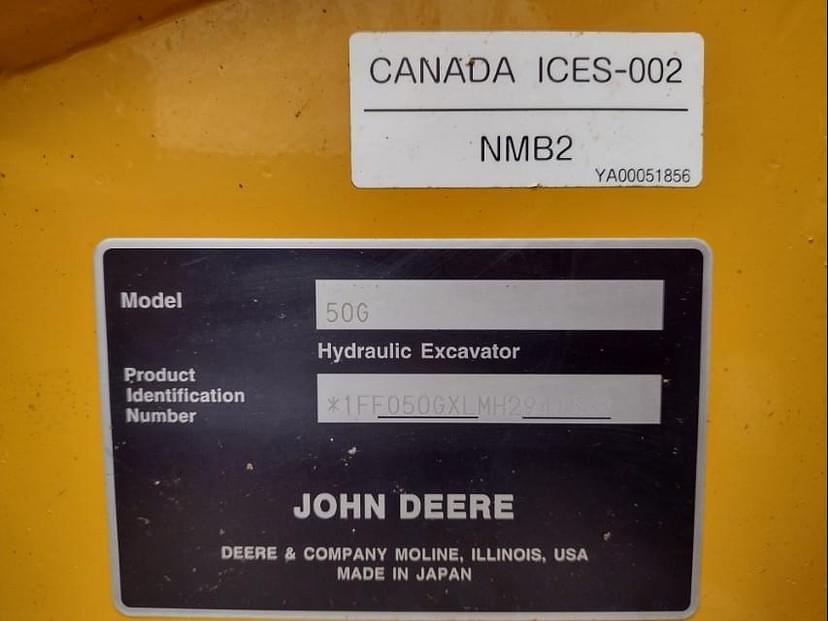 CANADA ICES-002
NMB2
YA00051856
Model
50G
Hydraulic Excavator
Product
Identification
Number
JOHN DEERE
DEERE & COMPANY MOLINE, ILLINOIS, USA
MADE IN JAPAN